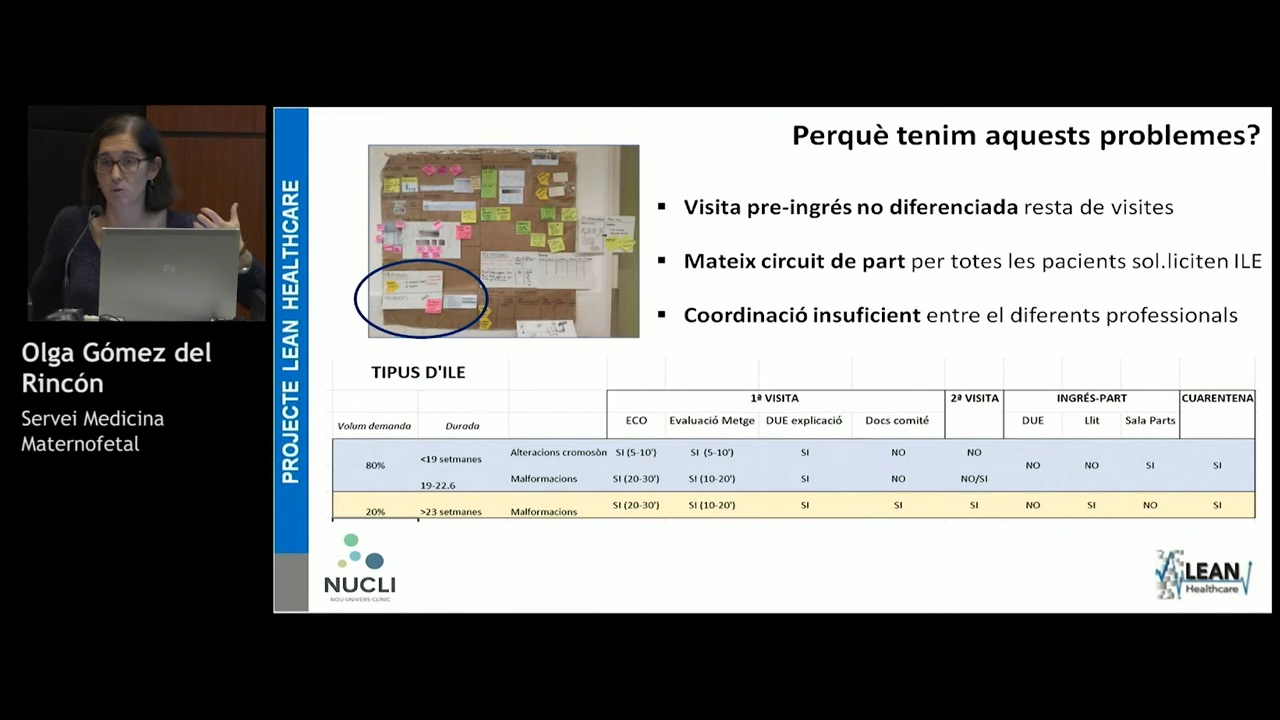 Perquè tenim aquests problemes?
PROJECTE LEAN HEALTHCARE
▪ Visita pre-ingrés no diferenciada resta de visites
▪ Mateix circuit de part per totes les pacients sol.liciten ILE
▪ Coordinació insuficient entre el diferents professionals
Olga Gómez del
Rincón
Servei Medicina
Maternofetal
TIPUS D'ILE
1ª VISITA 2ª VISITA INGRÉS-PART CUARENTENA
Volum demanda Durada ECO Evaluació Metge DUE explicació Docs comité DUE Llit Sala Parts
80% <19 setmanes Alteracions cromosòn SI (5-10') SI (5-10') SI NO NO NO NO SI SI
19-22.6 Malformacions SI (20-30') SI (10-20') SI NO NO/SI
20% >23 setmanes Malformacions SI (20-30') SI (10-20') SI SI SI NO SI NO SI
NUCLI
NOU UNIVERS CLÍNIC
LEAN
Healthcare
hp